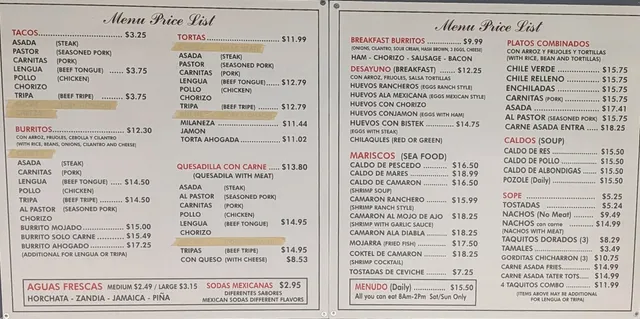 Menu Price List
TACOS .......... $3.25
ASADA (STEAK)
PASTOR (SEASONED PORK)
CARNITAS (PORK)
LENGUA (BEEF TONGUE) ..... $3.75
POLLO (CHICKEN)
CHORIZO
TRIPA (BEEF TRIPE) ..... $3.75
BURRITOS .......... $12.30
CON ARROZ, FRIJOLES, CEBOLLA Y CILANTRO
(WITH RICE, BEANS, ONIONS, CILANTRO AND CHEESE)
ASADA (STEAK)
CARNITAS (PORK)
LENGUA (BEEF TONGUE) ..... $14.50
POLLO (CHICKEN)
TRIPA (BEEF TRIPE) ..... $14.50
AL PASTOR (SEASONED PORK)
CHORIZO
BURRITO MOJADO ..... $15.00
BURRITO SOLO CARNE ..... $15.49
BURRITO AHOGADO ..... $17.25
(ADDITIONAL FOR LENGUA OR TRIPA)
TORTAS .......... $11.99
ASADA (STEAK)
PASTOR (SEASONED PORK)
CARNITAS (PORK)
LENGUA (BEEF TONGUE) ..... $12.79
POLLO (CHICKEN)
CHORIZO
TRIPA (BEEF TRIPE) ..... $12.79
MILANEZA ..... $11.44
JAMON
TORTA AHOGADA ..... $11.02
QUESADILLA CON CARNE ..... $13.80
(QUESADILLA WITH MEAT)
ASADA (STEAK)
AL PASTOR (SEASONED PORK)
CARNITAS (PORK)
POLLO (CHICKEN)
LENGUA (BEEF TONGUE) $14.95
CHORIZO
TRIPAS (BEEF TRIPE) ..... $14.95
CON QUESO (WITH CHEESE) $8.53
AGUAS FRESCAS MEDIUM $2.49 / LARGE $3.15
HORCHATA - ZANDIA - JAMAICA - PIÑA
SODAS MEXICANAS $2.95
DIFERENTES SABORES
MEXICAN SODAS DIFFERENT FLAVORS
Menu Price List
BREAKFAST BURRITOS ..... $9.99
(ONIONS, CILANTRO, SOUR CREAM, HASH BROWN, 2 EGGS, CHEESE)
HAM - CHORIZO - SAUSAGE - BACON
DESAYUNO (BREAKFAST) ..... $12.25
CON ARROZ, FRIJOLES, SALSA TORTILLAS
HUEVOS RANCHEROS (EGGS RANCH STYLE)
HUEVOS ALA MEXICANA (EGGS MEXICAN STYLE)
HUEVOS CON CHORIZO
HUEVOS CONJAMON (EGGS WITH HAM)
HUEVOS CON BISTEK ..... $14.75
(EGGS WITH STEAK)
CHILAQULES (RED OR GREEN)
MARISCOS (SEA FOOD)
CALDO DE PESCEDO ..... $16.50
CALDO DE MARES ..... $18.99
CALDO DE CAMARON ..... $16.50
(SHRIMP SOUP)
CAMARON RANCHERO ..... $15.99
(SHRIMP RANCH STYLE)
CAMARON AL MOJO DE AJO $18.25
(SHRIMP WITH GARLIC SAUCE)
CAMARON ALA DIABLA ..... $18.25
MOJARRA (FRIED FISH) ..... $17.50
COKTEL DE CAMARON ..... $18.25
(SHRIMP COCKTAIL)
TOSTADAS DE CEVICHE ..... $7.25
MENUDO (Daily) ..... $15.50
All you can eat 8Am-2Pm Sat/Sun Only
PLATOS COMBINADOS
CON ARROZ Y FRIJOLES Y TORTILLAS
(WITH RICE, BEAN AND TORTILLAS)
CHILE VERDE ..... $15.75
CHILE RELLENO ..... $15.75
ENCHILADAS ..... $15.75
CARNITAS (PORK) ..... $15.75
ASADA ..... $17.41
AL PASTOR (SEASONED PORK) $15.75
CARNE ASADA ENTRA .. $18.25
CALDOS (SOUP)
CALDO DE RES ..... $15.50
CALDO DE POLLO ..... $15.50
CALDO DE ALBONDIGAS ..... $15.50
POZOLE (Daily) ..... $15.50
SOPE ..... $5.25
TOSTADAS ..... $5.24
NACHOS (No Meat) ..... $9.49
NACHOS con carne ..... $14.99
(NACHOS WITH MEAT)
TAQUITOS DORADOS (3) $8.29
TAMALES ..... $3.49
GORDITAS CHICHARRON (3) $10.75
CARNE ASADA FRIES ..... $14.99
CARNE ASADA TATER TOTS .. $14.99
4 TAQUITOS COMBO ..... $11.99
(ITEMS ABOVE MAY BE ADDITIONAL
FOR LENGUA OR TRIPA)